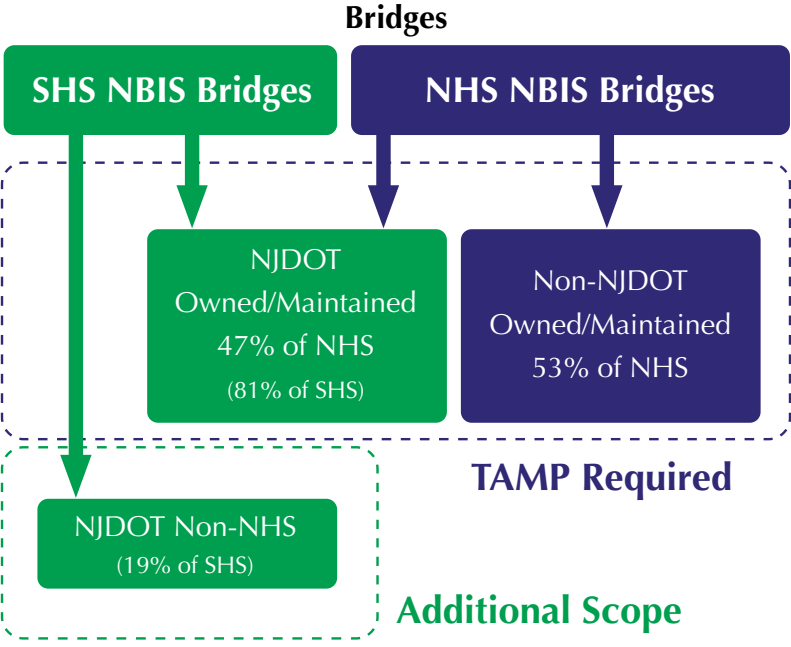 Bridges
SHS NBIS Bridges
NHS NBIS Bridges
NJDOT
Owned/Maintained
47% of NHS
(81% of SHS)
Non-NJDOT
Owned/Maintained
53% of NHS
TAMP Required
NJDOT Non-NHS
(19% of SHS)
Additional Scope